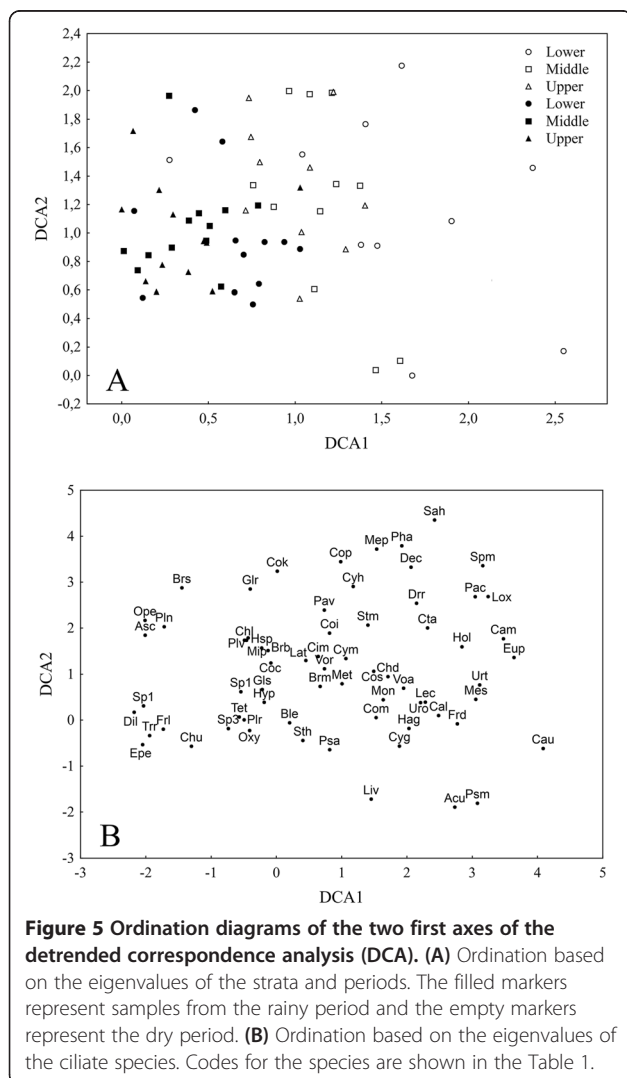 2,4
2,2
2,0
1,8
1,6
1,4
1,2
1,0
0,8
0,6
0,4
0,2
0,0
-0,2
DCA2
Lower
Middle
Upper
Lower
Middle
Upper
A
0,0 0,5 1,0 1,5 2,0 2,5
DCA1
5
4
3
2
1
0
-1
-2
-3
DCA2
Sah
Mep Pha
Cop Dec Spm
Cok
Brs Glr Cyh
Pac Lox
Pav Drr
Ope Pln Coi Stm Cta
Asc
Chl Hsp Cam
Plv Mip Brb Hol Eup
Coc Lat Cim Cym
Vor
Gls Brm Met Cos Chd Urt
Sp1 Sp1 Hyp Voa Mes
Mon Lec
Dil Tet Com Uro Cal
Trr Frl Sp3 Plr Ble Hag Frd
Epe Chu Oxy Sth Psa Cyg Cau
Liv Acu Psm
B
-3 -2 -1 0 1 2 3 4 5
DCA1
Figure 5 Ordination diagrams of the two first axes of the
detrended correspondence analysis (DCA). (A) Ordination based
on the eigenvalues of the strata and periods. The filled markers
represent samples from the rainy period and the empty markers
represent the dry period. (B) Ordination based on the eigenvalues of
the ciliate species. Codes for the species are shown in the Table 1.